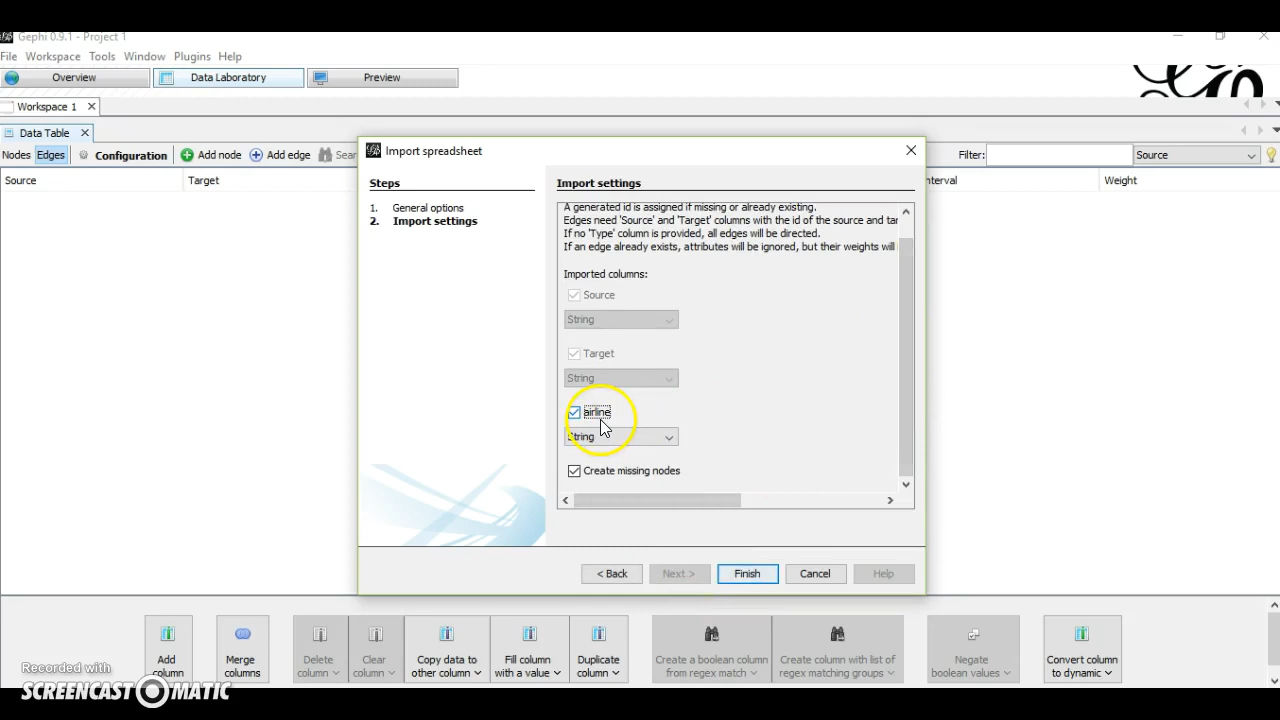 Gephi 0.9.1 - Project 1
File Workspace Tools Window Plugins Help
Overview Data Laboratory Preview
Workspace 1
Data Table
Nodes Edges Configuration Add node Add edge Sear Filter: Source
Source Target nterval Weight
Import spreadsheet
Steps
1. General options
2. Import settings
Import settings
A generated id is assigned if missing or already existing.
Edges need 'Source' and 'Target' columns with the id of the source and tar
If no 'Type' column is provided, all edges will be directed.
If an edge already exists, attributes will be ignored, but their weights will
Imported columns:
Source
String
Target
String
airline
String
Create missing nodes
< Back Next > Finish Cancel Help
Add
column
Merge
columns
Delete
column
Clear
column
Copy data to
other column
Fill column
with a value
Duplicate
column
Create a boolean column
from regex match
Create column with list of
regex matching groups
Negate
boolean values
Convert column
to dynamic
Recorded with
SCREENCAST MATIC